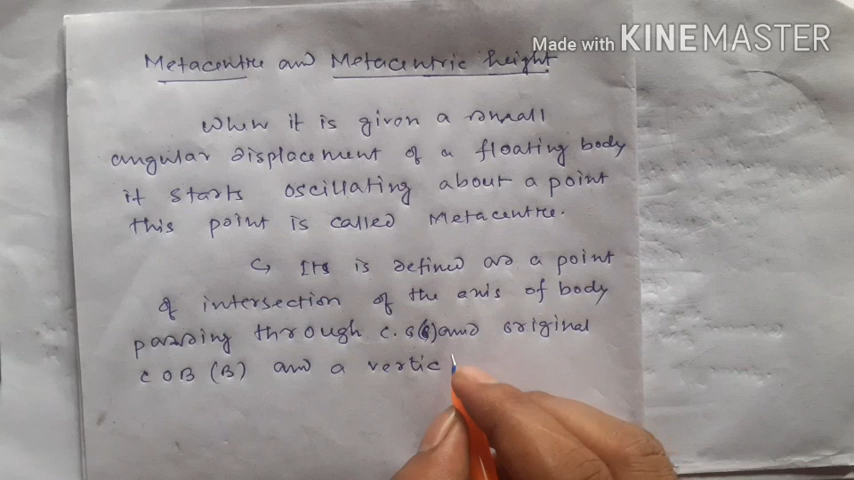 Made with KINEMASTER
Metacentre and Metacentric height
When it is given a small
angular displacement of a floating body
it starts oscillating about a point
this point is called Metacentre.
↳ Its is defined as a point
of intersection of the axis of body
passing through C.G(G) and original
COB (B) and a vertic